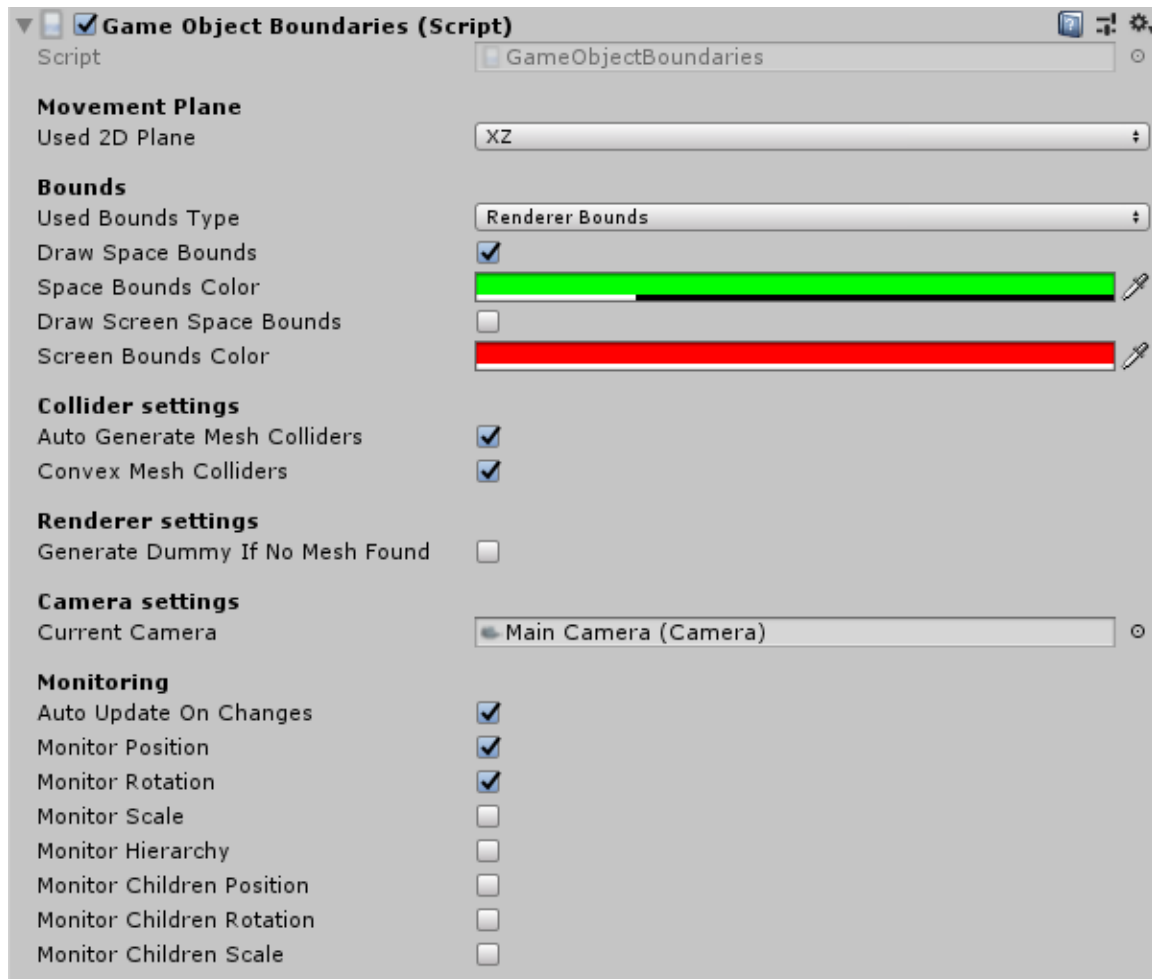 Game Object Boundaries (Script)
Script GameObjectBoundaries
Movement Plane
Used 2D Plane XZ
Bounds
Used Bounds Type Renderer Bounds
Draw Space Bounds
Space Bounds Color
Draw Screen Space Bounds
Screen Bounds Color
Collider settings
Auto Generate Mesh Colliders
Convex Mesh Colliders
Renderer settings
Generate Dummy If No Mesh Found
Camera settings
Current Camera Main Camera (Camera)
Monitoring
Auto Update On Changes
Monitor Position
Monitor Rotation
Monitor Scale
Monitor Hierarchy
Monitor Children Position
Monitor Children Rotation
Monitor Children Scale